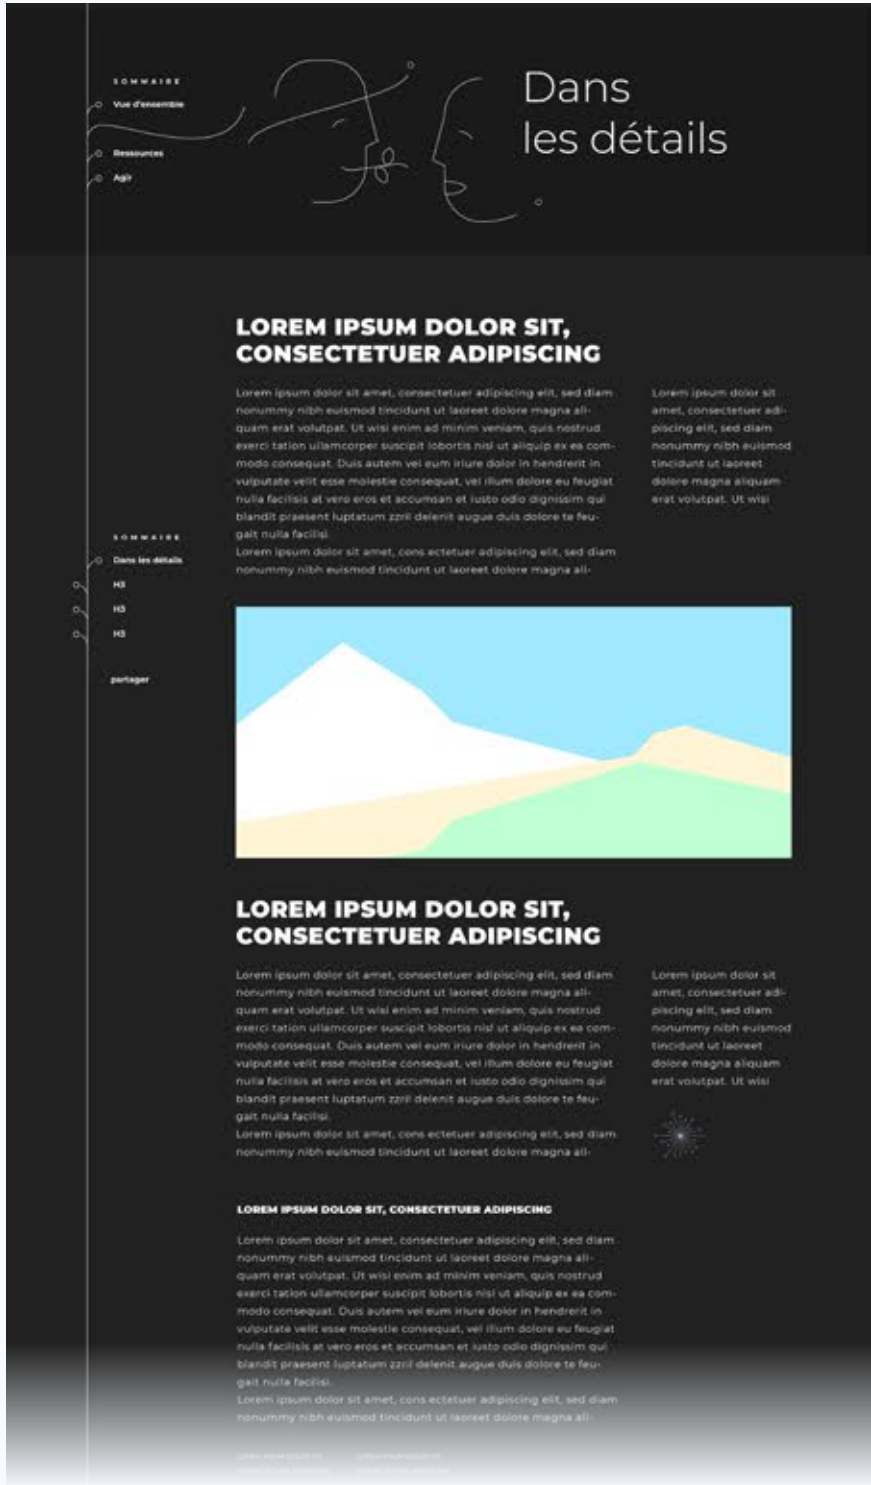 SOMMAIRE
Vue d'ensemble
Ressources
Agir
Dans
les détails
LOREM IPSUM DOLOR SIT,
CONSECTETUER ADIPISCING
Lorem ipsum dolor sit amet, consectetuer adipiscing elit, sed diam
nonummy nibh euismod tincidunt ut laoreet dolore magna ali-
quam erat volutpat. Ut wisi enim ad minim veniam, quis nostrud
exerci tation ullamcorper suscipit lobortis nisl ut aliquip ex ea com-
modo consequat. Duis autem vel eum iriure dolor in hendrerit in
vulputate velit esse molestie consequat, vel illum dolore eu feugiat
nulla facilisis at vero eros et accumsan et iusto odio dignissim qui
blandit praesent luptatum zzril delenit augue duis dolore te feu-
gait nulla facilisi.
Lorem ipsum dolor sit amet, cons ectetuer adipiscing elit, sed diam
nonummy nibh euismod tincidunt ut laoreet dolore magna ali-
Lorem ipsum dolor sit
amet, consectetuer adi-
piscing elit, sed diam
nonummy nibh euismod
tincidunt ut laoreet
dolore magna aliquam
erat volutpat. Ut wisi
SOMMAIRE
Dans les détails
H3
H3
H3
partager
LOREM IPSUM DOLOR SIT,
CONSECTETUER ADIPISCING
Lorem ipsum dolor sit amet, consectetuer adipiscing elit, sed diam
nonummy nibh euismod tincidunt ut laoreet dolore magna ali-
quam erat volutpat. Ut wisi enim ad minim veniam, quis nostrud
exerci tation ullamcorper suscipit lobortis nisl ut aliquip ex ea com-
modo consequat. Duis autem vel eum iriure dolor in hendrerit in
vulputate velit esse molestie consequat, vel illum dolore eu feugiat
nulla facilisis at vero eros et accumsan et iusto odio dignissim qui
blandit praesent luptatum zzril delenit augue duis dolore te feu-
gait nulla facilisi.
Lorem ipsum dolor sit amet, cons ectetuer adipiscing elit, sed diam
nonummy nibh euismod tincidunt ut laoreet dolore magna ali-
Lorem ipsum dolor sit
amet, consectetuer adi-
piscing elit, sed diam
nonummy nibh euismod
tincidunt ut laoreet
dolore magna aliquam
erat volutpat. Ut wisi
LOREM IPSUM DOLOR SIT, CONSECTETUER ADIPISCING
Lorem ipsum dolor sit amet, consectetuer adipiscing elit, sed diam
nonummy nibh euismod tincidunt ut laoreet dolore magna ali-
quam erat volutpat. Ut wisi enim ad minim veniam, quis nostrud
exerci tation ullamcorper suscipit lobortis nisl ut aliquip ex ea com-
modo consequat. Duis autem vel eum iriure dolor in hendrerit in
vulputate velit esse molestie consequat, vel illum dolore eu feugiat
nulla facilisis at vero eros et accumsan et iusto odio dignissim qui
blandit praesent luptatum zzril delenit augue duis dolore te feu-
gait nulla facilisi.
Lorem ipsum dolor sit amet, cons ectetuer adipiscing elit, sed diam
nonummy nibh euismod tincidunt ut laoreet dolore magna ali-